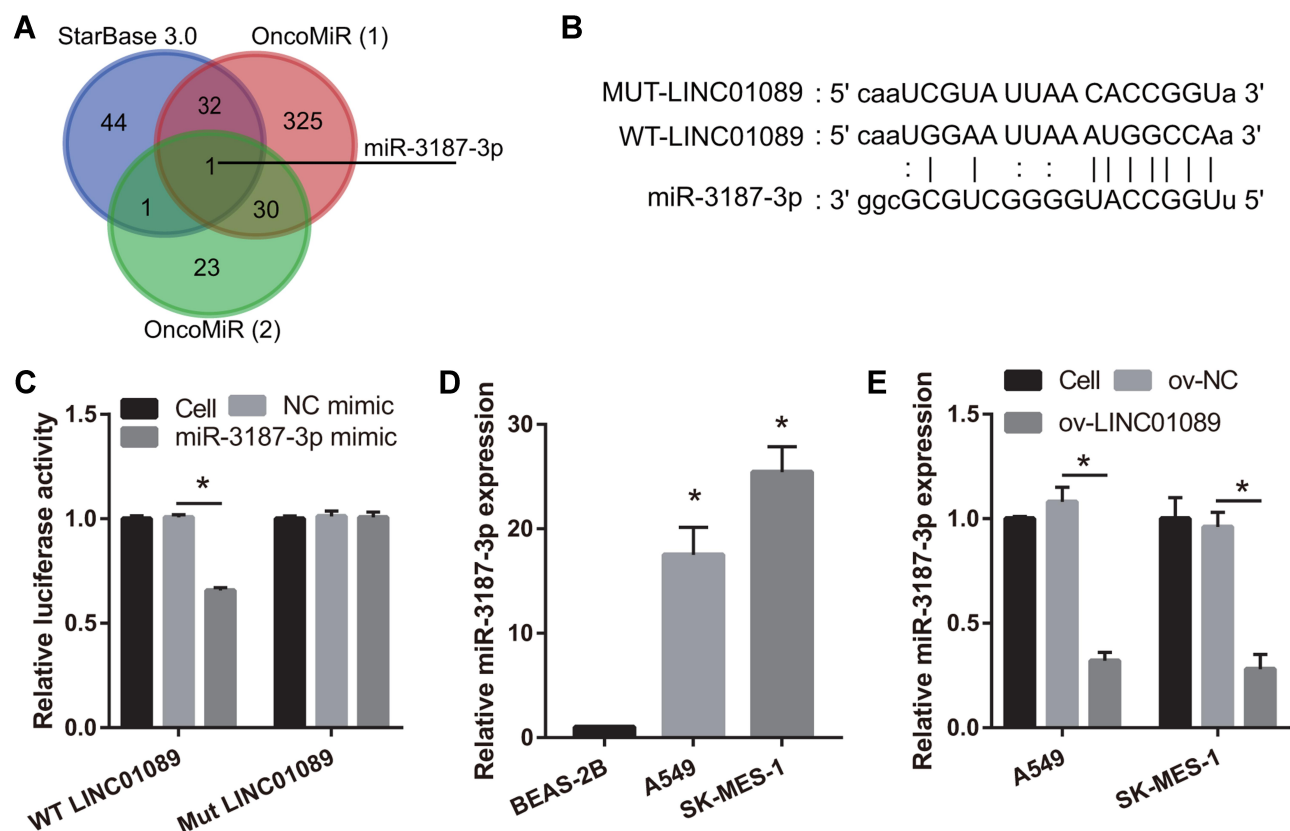 A
StarBase 3.0
OncoMiR (1)
44
32
325
1
miR-3187-3p
1
30
23
OncoMiR (2)
B
MUT-LINC01089 : 5' caaUCGUA UUAA CACCGGUa 3'
WT-LINC01089 : 5' caaUGGAA UUAA AUGGCCAa 3'
: | | : : | | | | | | |
miR-3187-3p : 3' ggcGCGUCGGGGUACCGGUu 5'
C
Cell
NC mimic
miR-3187-3p mimic
Relative luciferase activity
1.5
1.0
0.5
0.0
*
WT LINC01089
Mut LINC01089
D
Relative miR-3187-3p expression
30
20
10
0
*
*
BEAS-2B
A549
SK-MES-1
E
Cell
ov-NC
ov-LINC01089
Relative miR-3187-3p expression
1.5
1.0
0.5
0.0
*
*
A549
SK-MES-1